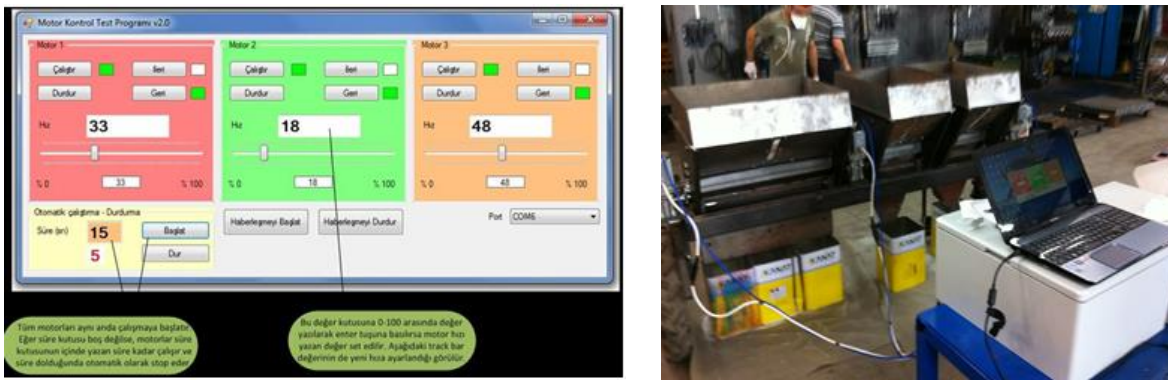 Motor Kontrol Test Programı v2.0
Motor 1
Çalıştır
İleri
Durdur
Geri
Hız
33
% 0
33
% 100
Motor 2
Çalıştır
İleri
Durdur
Geri
Hız
18
% 0
18
% 100
Motor 3
Çalıştır
İleri
Durdur
Geri
Hız
48
% 0
48
% 100
Otomatik çalıştırma - Durdurma
Süre (sn)
15
Başlat
5
Dur
Haberleşmeyi Başlat
Haberleşmeyi Durdur
Port
COM6
Tüm motorları aynı anda çalışmaya başlatır
Eğer süre kutusu boş değilse, motorlar süre
kutusunun içinde yazan süre kadar çalışır ve
süre dolduğunda otomatik olarak stop eder.
Bu değer kutusuna 0-100 arasında değer
yazılarak enter tuşuna basılırsa motor hızı
yazan değer set edilir. Aşağıdaki track bar
değerinin de yeni hıza ayarlandığı görülür.
KANAT
KANAT
KANAT